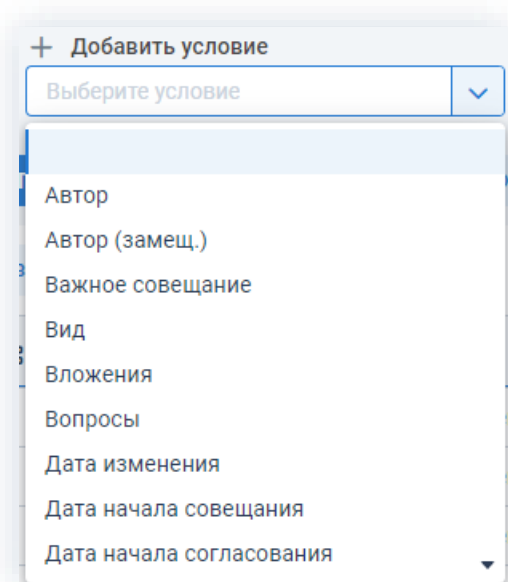 + Добавить условие
Выберите условие
Автор
Автор (замещ.)
Важное совещание
Вид
Вложения
Вопросы
Дата изменения
Дата начала совещания
Дата начала согласования